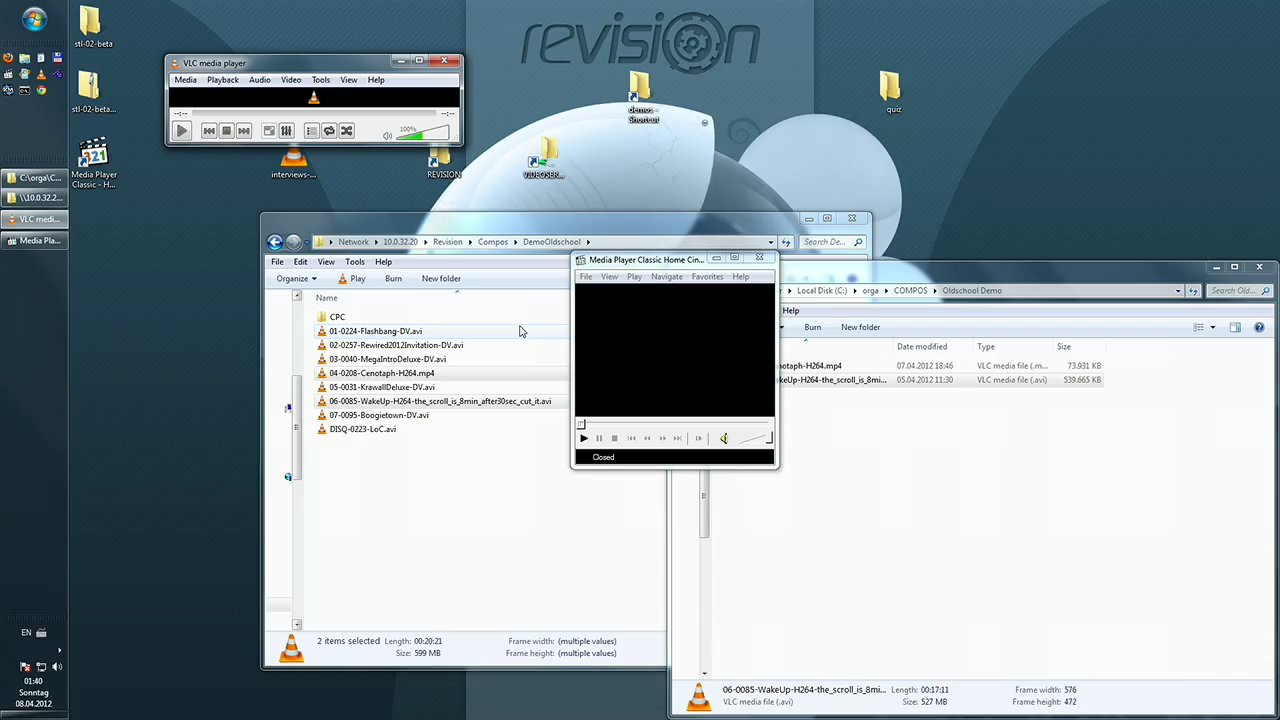 stl-02-beta
revision
VLC media player
Media Playback Audio Video Tools View Help
--:-- --:--
100%
stl-02-beta...
demos - Shortcut
quiz
321
Media Player Classic - H...
interviews-...
REVISION
VIDEOSER...
C:\orga\C...
\\10.0.32.2...
VLC medi...
Media Pla...
Network 10.0.32.20 Revision Compos DemoOldschool Search De...
File Edit View Tools Help
Organize Play Burn New folder
Name
CPC
01-0224-Flashbang-DV.avi
02-0257-Rewired2012Invitation-DV.avi
03-0040-MegaIntroDeluxe-DV.avi
04-0208-Cenotaph-H264.mp4
05-0031-KrawallDeluxe-DV.avi
06-0085-WakeUp-H264-the_scroll_is_8min_after30sec_cut_it.avi
07-0095-Boogietown-DV.avi
DISQ-0223-LoC.avi
2 items selected Length: 00:20:21 Frame width: (multiple values)
Size: 599 MB Frame height: (multiple values)
Media Player Classic Home Cin...
File View Play Navigate Favorites Help
Closed
Local Disk (C:) orga COMPOS Oldschool Demo Search Old...
Help
Burn New folder
Date modified Type Size
notaph-H264.mp4 07.04.2012 18:46 VLC media file (.m... 73.931 KB
keUp-H264-the_scroll_is_8mi... 05.04.2012 11:30 VLC media file (.avi) 539.665 KB
06-0085-WakeUp-H264-the_scroll_is_8mi... Length: 00:17:11 Frame width: 576
VLC media file (.avi) Size: 527 MB Frame height: 472
EN
01:40
Sonntag
08.04.2012